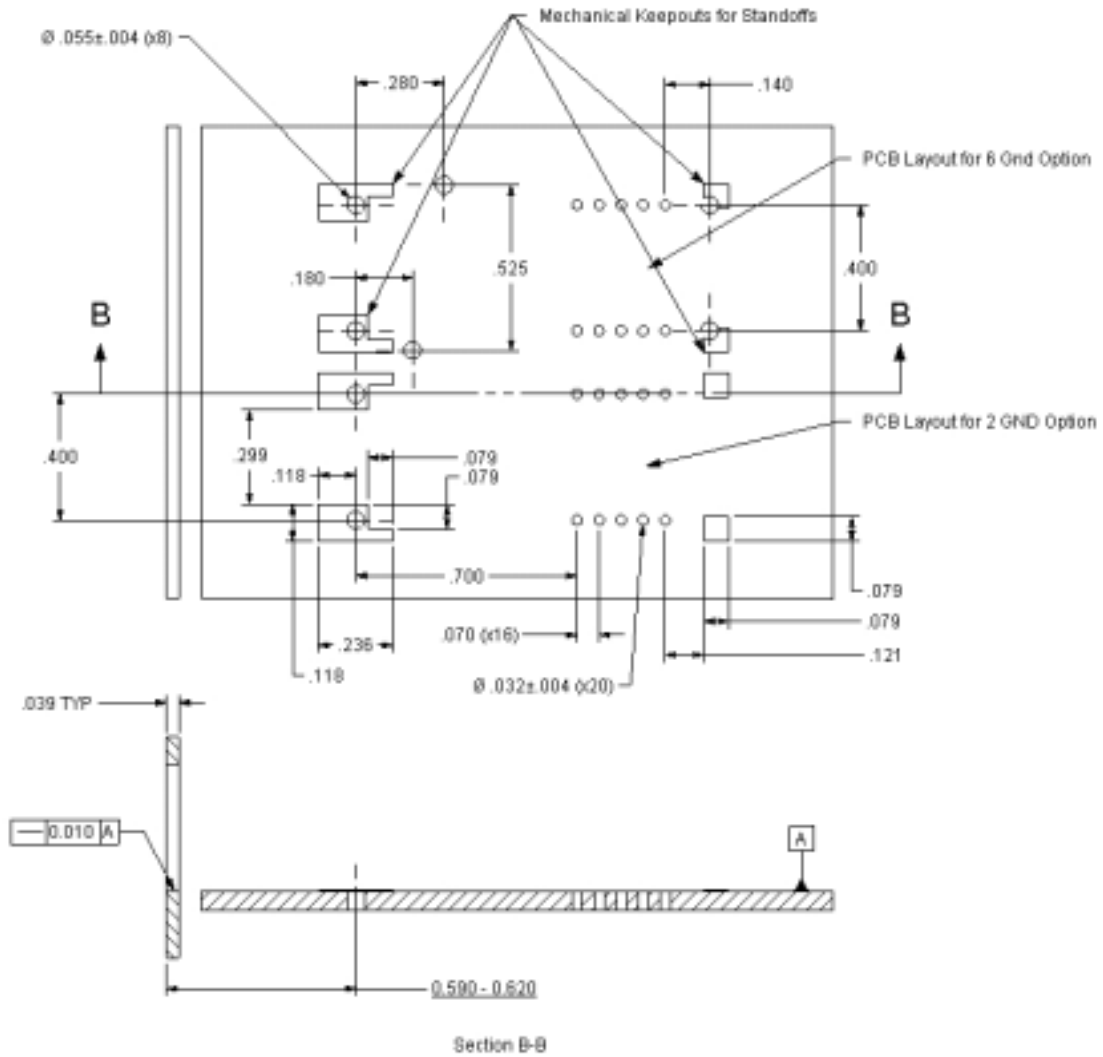 Mechanical Keepouts for Standoffs
Ø .055±.004 (x8)
.280
.140
PCB Layout for 6 Gnd Option
.525
.400
.180
B
B
PCB Layout for 2 GND Option
.400
.299
.079
.118
.079
.700
.079
.070 (x16)
.079
.236
.121
.118
Ø .032±.004 (x20)
.039 TYP
0.010 A
A
0.590 - 0.620
Section B-B